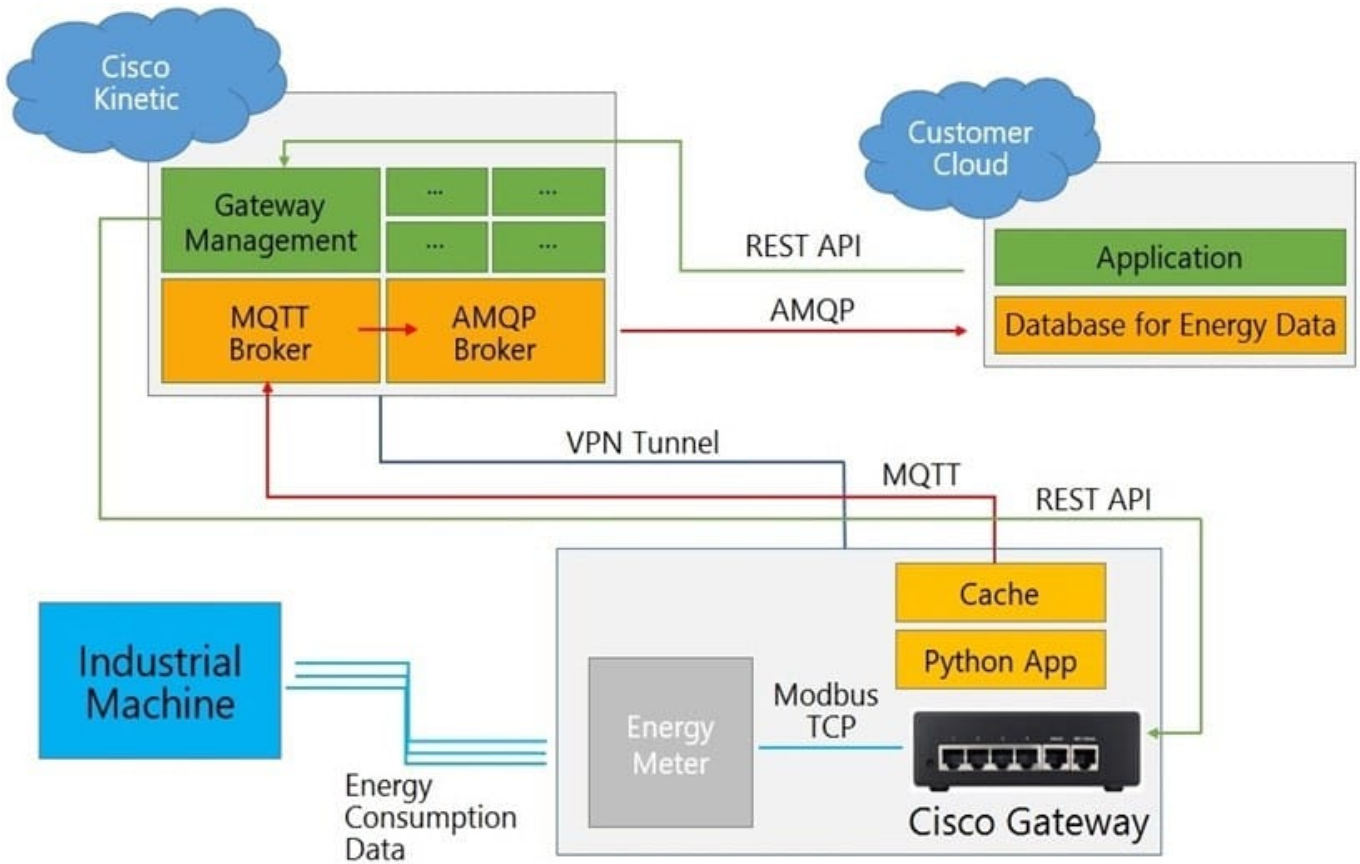 Cisco
Kinetic
Customer
Cloud
Gateway
Management
...
...
...
...
REST API
Application
MQTT
Broker
AMQP
Broker
AMQP
Database for Energy Data
VPN Tunnel
MQTT
REST API
Cache
Industrial
Machine
Python App
Energy
Meter
Modbus
TCP
Energy
Consumption
Data
Cisco Gateway